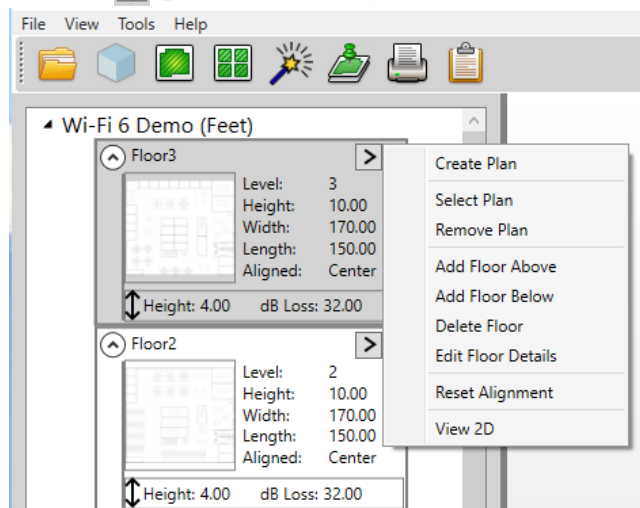 File View Tools Help
Wi-Fi 6 Demo (Feet)
Floor3
Level: 3
Height: 10.00
Width: 170.00
Length: 150.00
Aligned: Center
Height: 4.00 dB Loss: 32.00
Create Plan
Select Plan
Remove Plan
Add Floor Above
Add Floor Below
Delete Floor
Edit Floor Details
Reset Alignment
View 2D
Floor2
Level: 2
Height: 10.00
Width: 170.00
Length: 150.00
Aligned: Center
Height: 4.00 dB Loss: 32.00